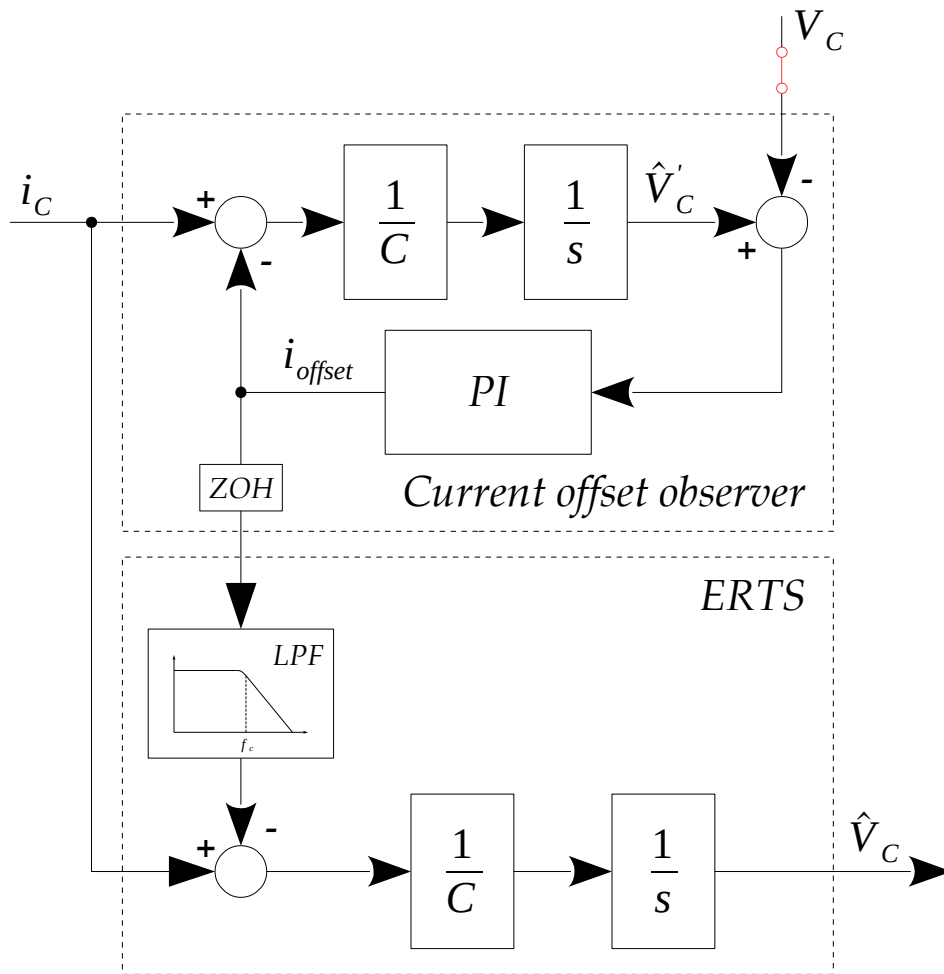 V_C
-
i_C
+
-
1
C
1
s
V̂'_C
+
i_offset
PI
ZOH
Current offset observer
ERTS
LPF
f_c
+
-
1
C
1
s
V̂_C